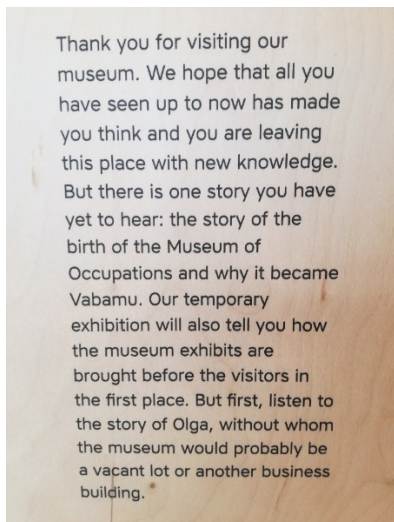 Thank you for visiting our
museum. We hope that all you
have seen up to now has made
you think and you are leaving
this place with new knowledge.
But there is one story you have
yet to hear: the story of the
birth of the Museum of
Occupations and why it became
Vabamu. Our temporary
exhibition will also tell you how
the museum exhibits are
brought before the visitors in
the first place. But first, listen to
the story of Olga, without whom
the museum would probably be
a vacant lot or another business
building.